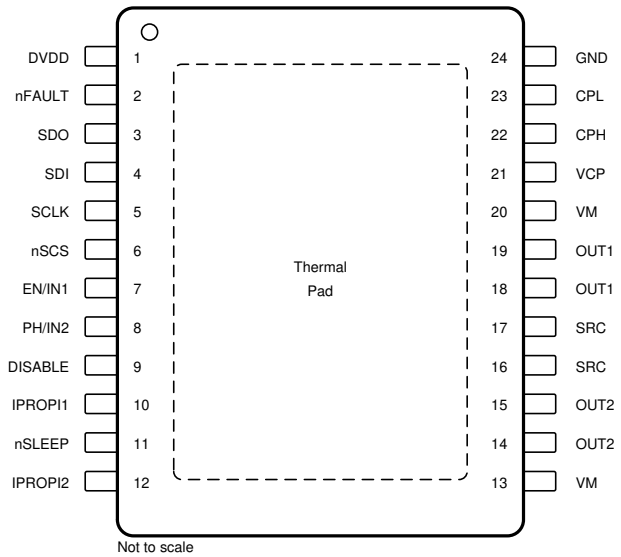 DVDD 1 24 GND
nFAULT 2 23 CPL
SDO 3 22 CPH
SDI 4 21 VCP
SCLK 5 20 VM
nSCS 6 19 OUT1
EN/IN1 7 18 OUT1
PH/IN2 8 17 SRC
DISABLE 9 16 SRC
IPROPI1 10 15 OUT2
nSLEEP 11 14 OUT2
IPROPI2 12 13 VM
Thermal
Pad
Not to scale